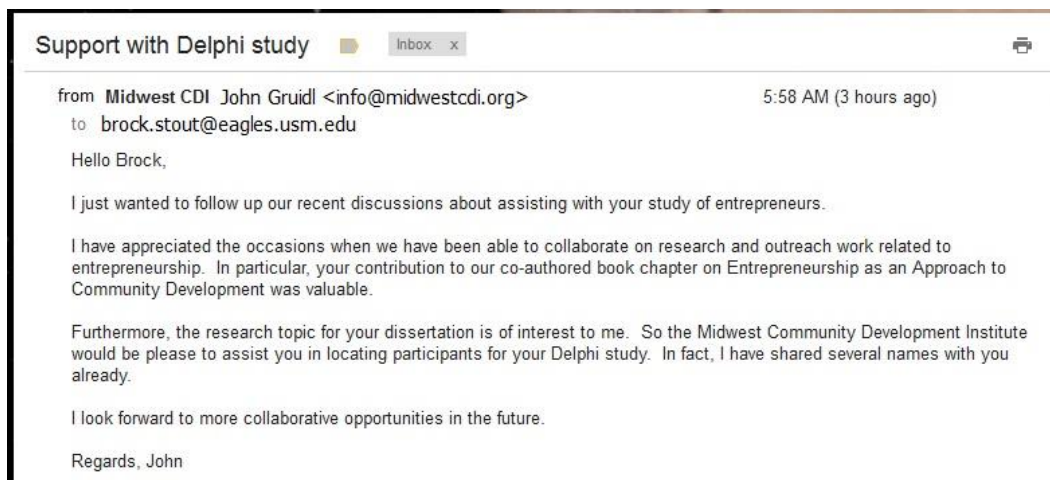 Support with Delphi study Inbox x
from Midwest CDI John Gruidl <info@midwestcdi.org> 5:58 AM (3 hours ago)
to brock.stout@eagles.usm.edu
Hello Brock,
I just wanted to follow up our recent discussions about assisting with your study of entrepreneurs.
I have appreciated the occasions when we have been able to collaborate on research and outreach work related to
entrepreneurship. In particular, your contribution to our co-authored book chapter on Entrepreneurship as an Approach to
Community Development was valuable.
Furthermore, the research topic for your dissertation is of interest to me. So the Midwest Community Development Institute
would be please to assist you in locating participants for your Delphi study. In fact, I have shared several names with you
already.
I look forward to more collaborative opportunities in the future.
Regards, John